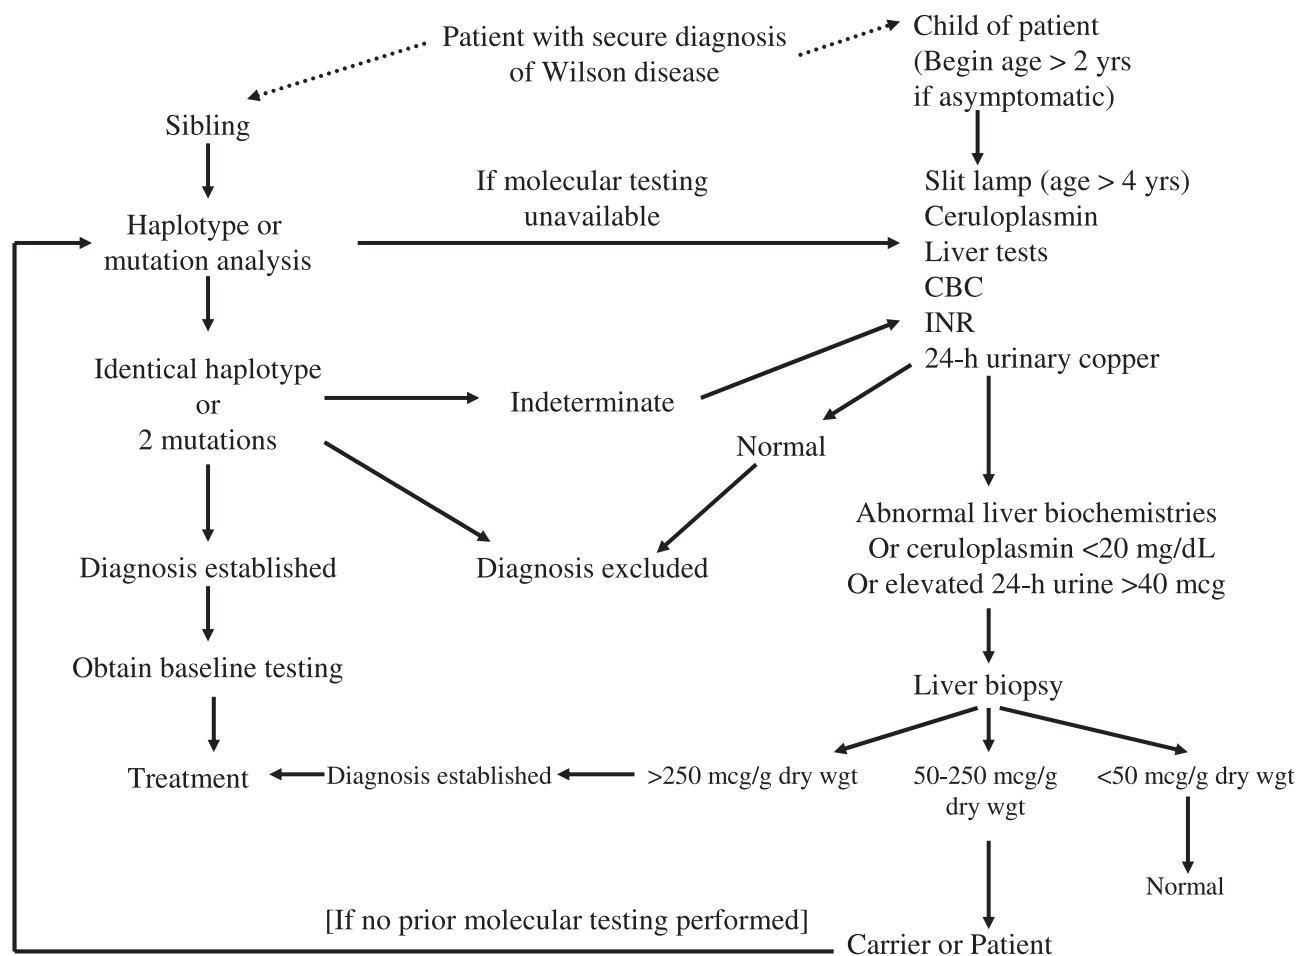 Patient with secure diagnosis
of Wilson disease
Child of patient
(Begin age > 2 yrs
if asymptomatic)
Sibling
Haplotype or
mutation analysis
If molecular testing
unavailable
Slit lamp (age > 4 yrs)
Ceruloplasmin
Liver tests
CBC
INR
24-h urinary copper
Identical haplotype
or
2 mutations
Indeterminate
Normal
Diagnosis established
Diagnosis excluded
Abnormal liver biochemistries
Or ceruloplasmin <20 mg/dL
Or elevated 24-h urine >40 mcg
Obtain baseline testing
Liver biopsy
Treatment
Diagnosis established
>250 mcg/g dry wgt
50-250 mcg/g
dry wgt
<50 mcg/g dry wgt
Normal
[If no prior molecular testing performed]
Carrier or Patient